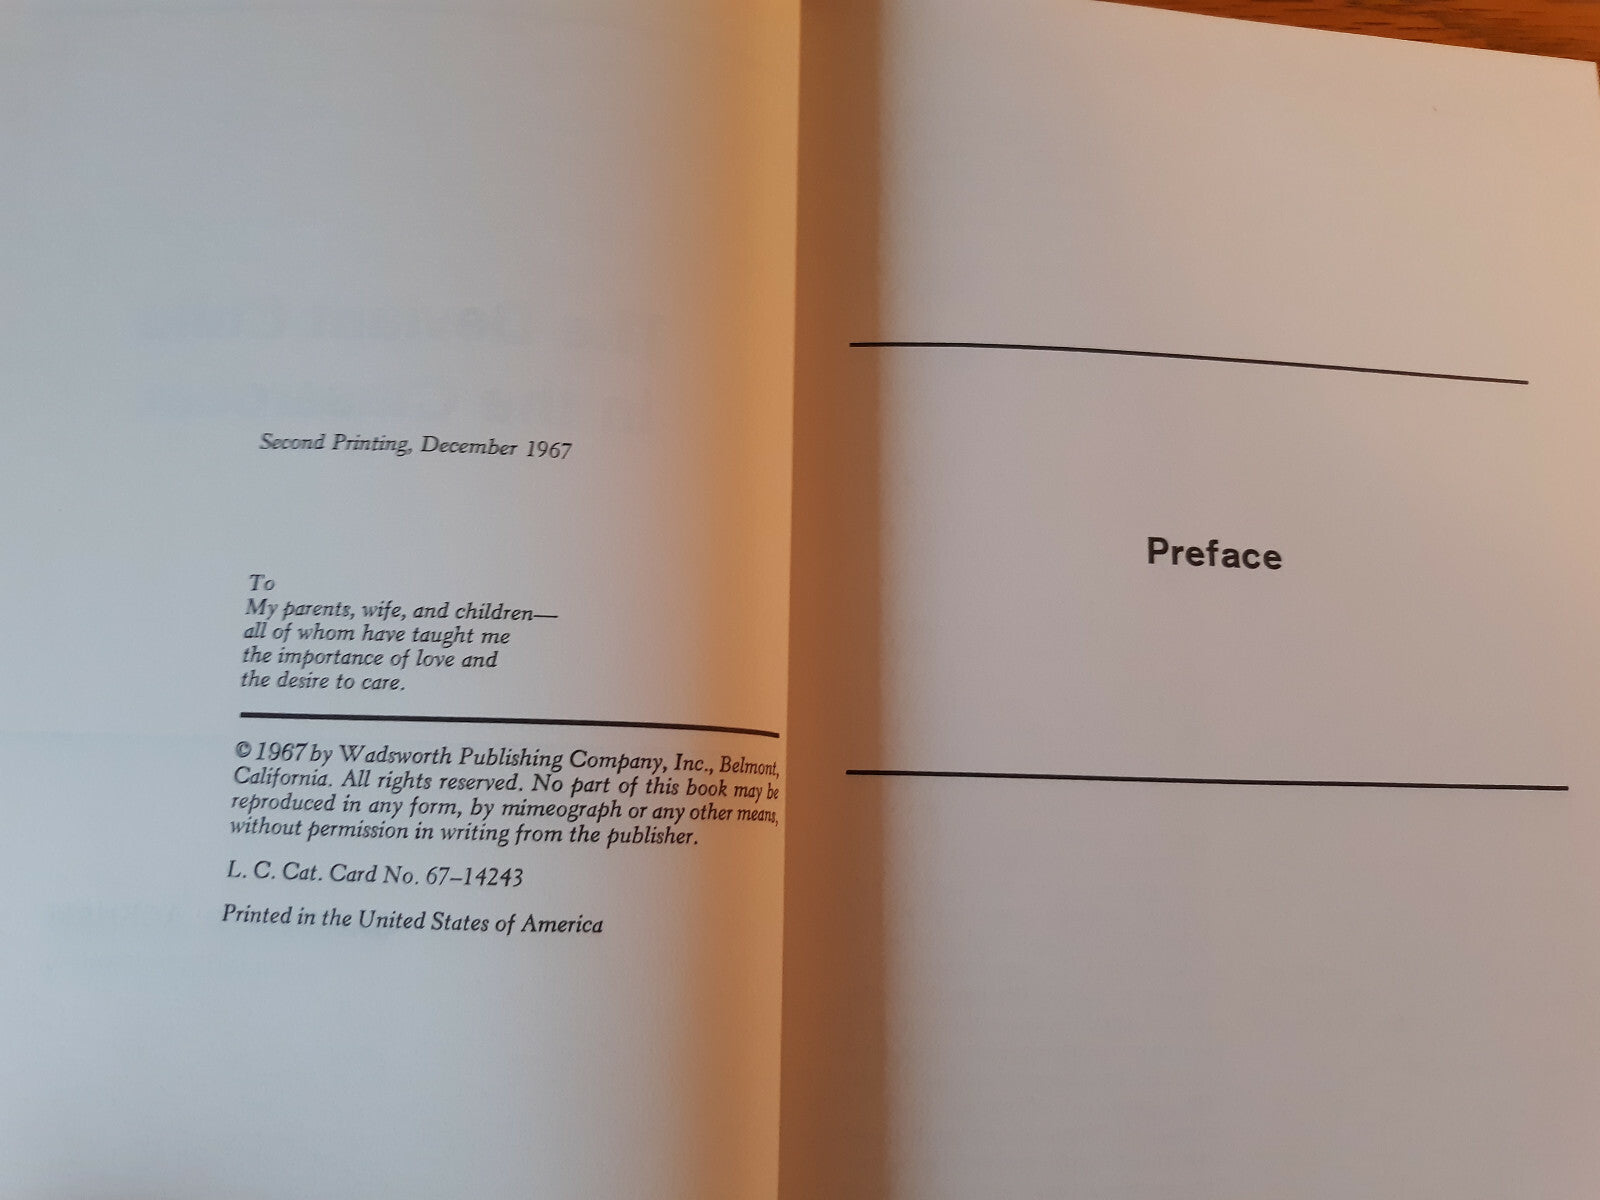 Second Printing, December 1967
To
My parents, wife, and children—
all of whom have taught me
the importance of love and
the desire to care.
© 1967 by Wadsworth Publishing Company, Inc., Belmont,
California. All rights reserved. No part of this book may be
reproduced in any form, by mimeograph or any other means,
without permission in writing from the publisher.
L. C. Cat. Card No. 67–14243
Printed in the United States of America
Preface